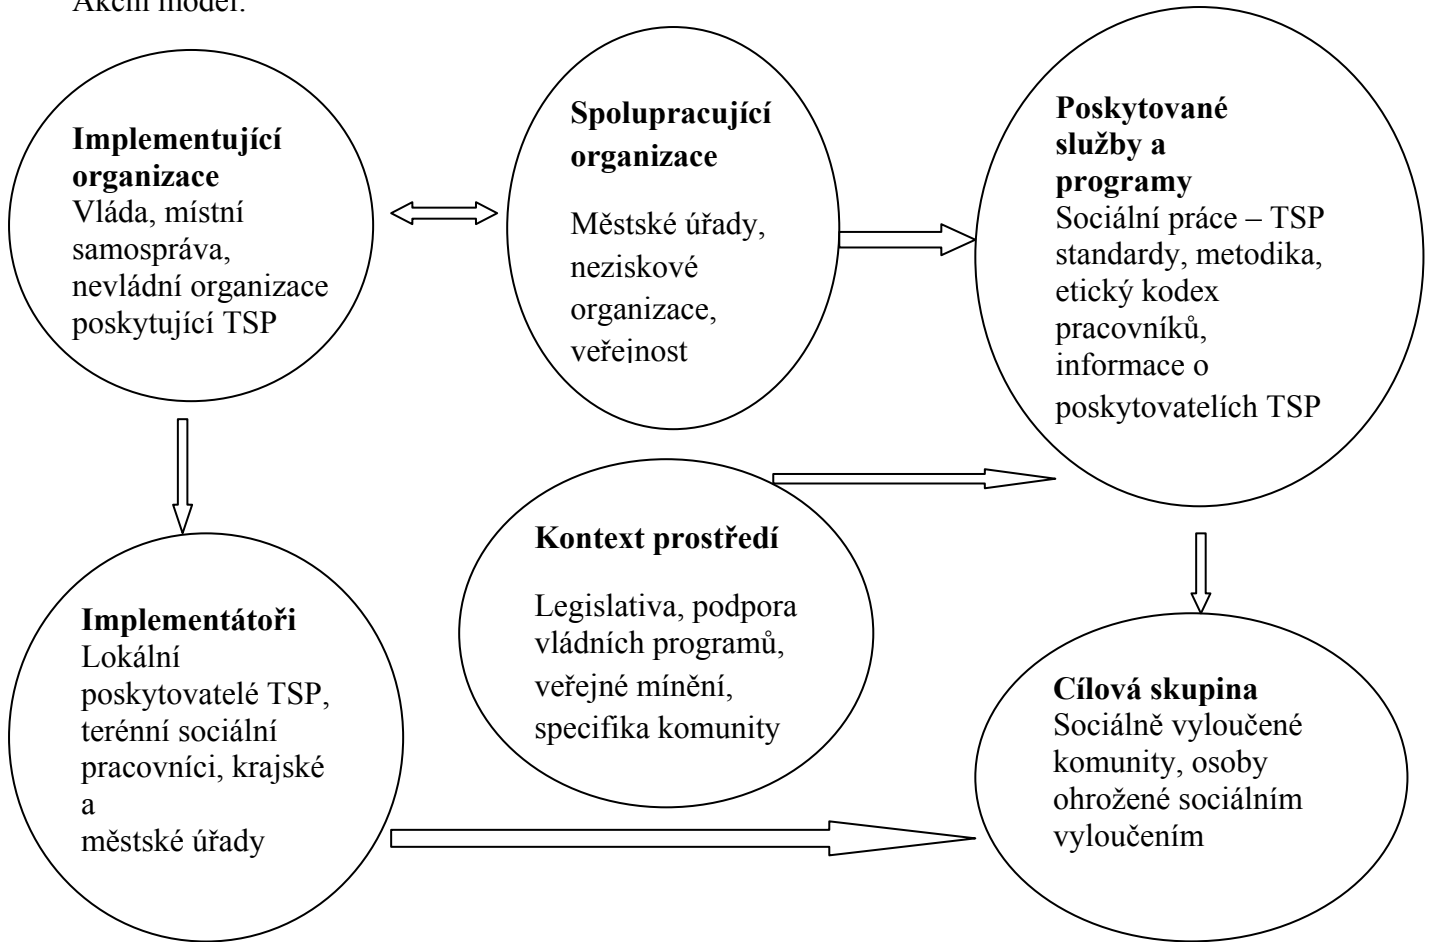 Akční model:
Implementující
organizace
Vláda, místní
samospráva,
nevládní organizace
poskytující TSP
Spolupracující
organizace
Městské úřady,
neziskové
organizace,
veřejnost
Poskytované
služby a
programy
Sociální práce – TSP
standardy, metodika,
etický kodex
pracovníků,
informace o
poskytovatelích TSP
Implementátoři
Lokální
poskytovatelé TSP,
terénní sociální
pracovníci, krajské
a
městské úřady
Kontext prostředí
Legislativa, podpora
vládních programů,
veřejné mínění,
specifika komunity
Cílová skupina
Sociálně vyloučené
komunity, osoby
ohrožené sociálním
vyloučením